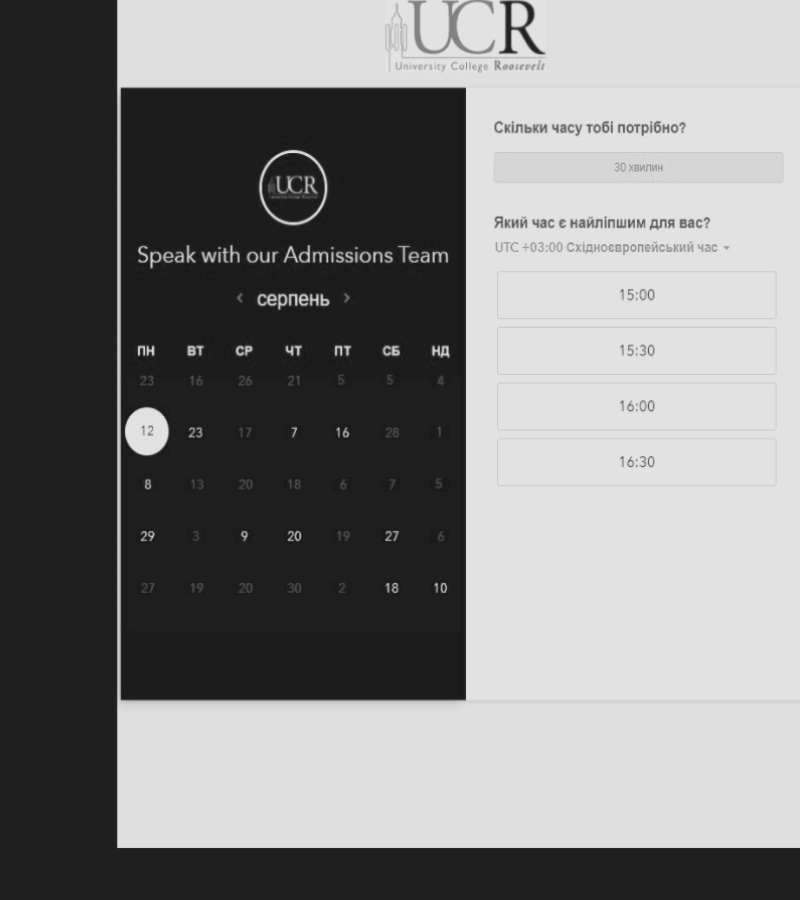 UCR
University College Roosevelt
UCR
Speak with our Admissions Team
‹ серпень ›
ПН ВТ СР ЧТ ПТ СБ НД
23 16 26 21 5 5 4
12 23 17 7 16 28 1
8 13 20 18 6 7 5
29 3 9 20 19 27 6
27 19 20 30 2 18 10
Скільки часу тобі потрібно?
30 хвилин
Який час є найліпшим для вас?
UTC +03:00 Східноєвропейський час
15:00
15:30
16:00
16:30